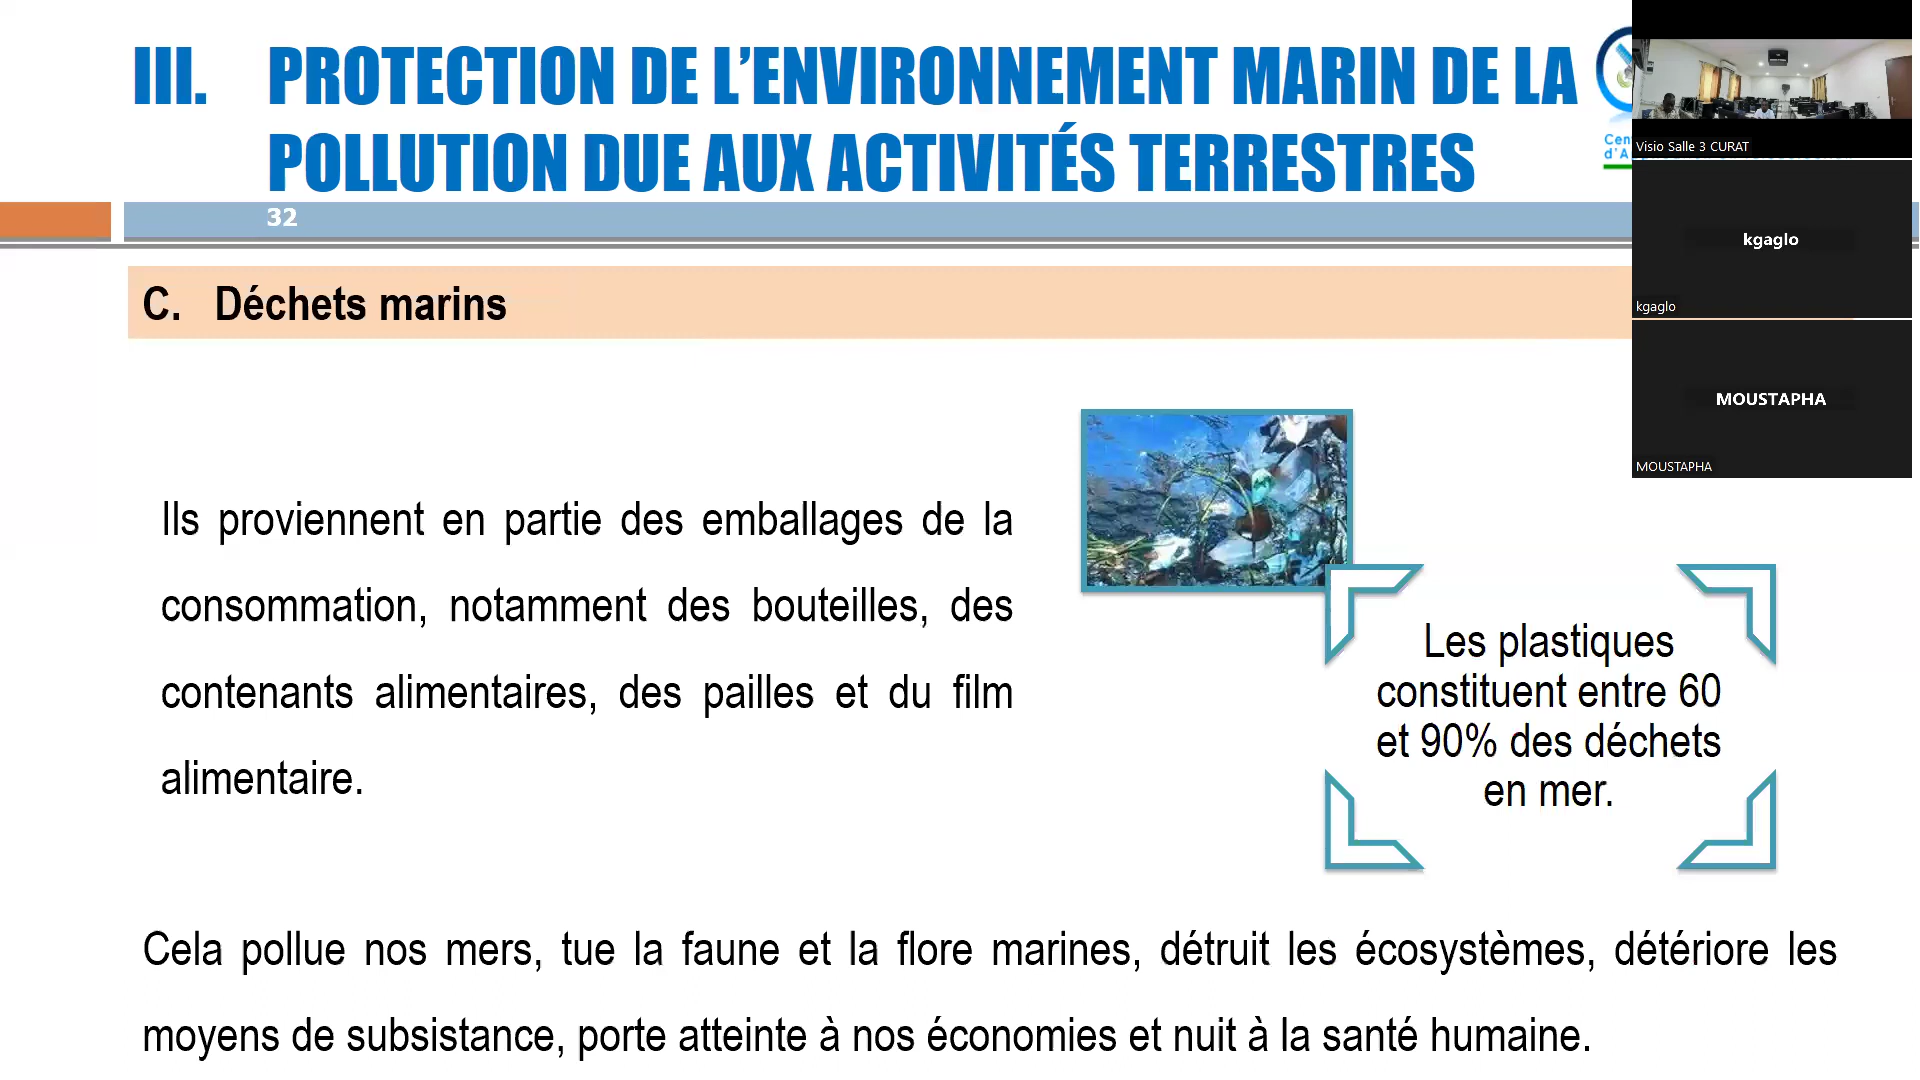 III. PROTECTION DE L’ENVIRONNEMENT MARIN DE LA
POLLUTION DUE AUX ACTIVITÉS TERRESTRES
32
C. Déchets marins
Ils proviennent en partie des emballages de la
consommation, notamment des bouteilles, des
contenants alimentaires, des pailles et du film
alimentaire.
Les plastiques
constituent entre 60
et 90% des déchets
en mer.
Cela pollue nos mers, tue la faune et la flore marines, détruit les écosystèmes, détériore les
moyens de subsistance, porte atteinte à nos économies et nuit à la santé humaine.
Visio Salle 3 CURAT
kgaglo
kgaglo
MOUSTAPHA
MOUSTAPHA